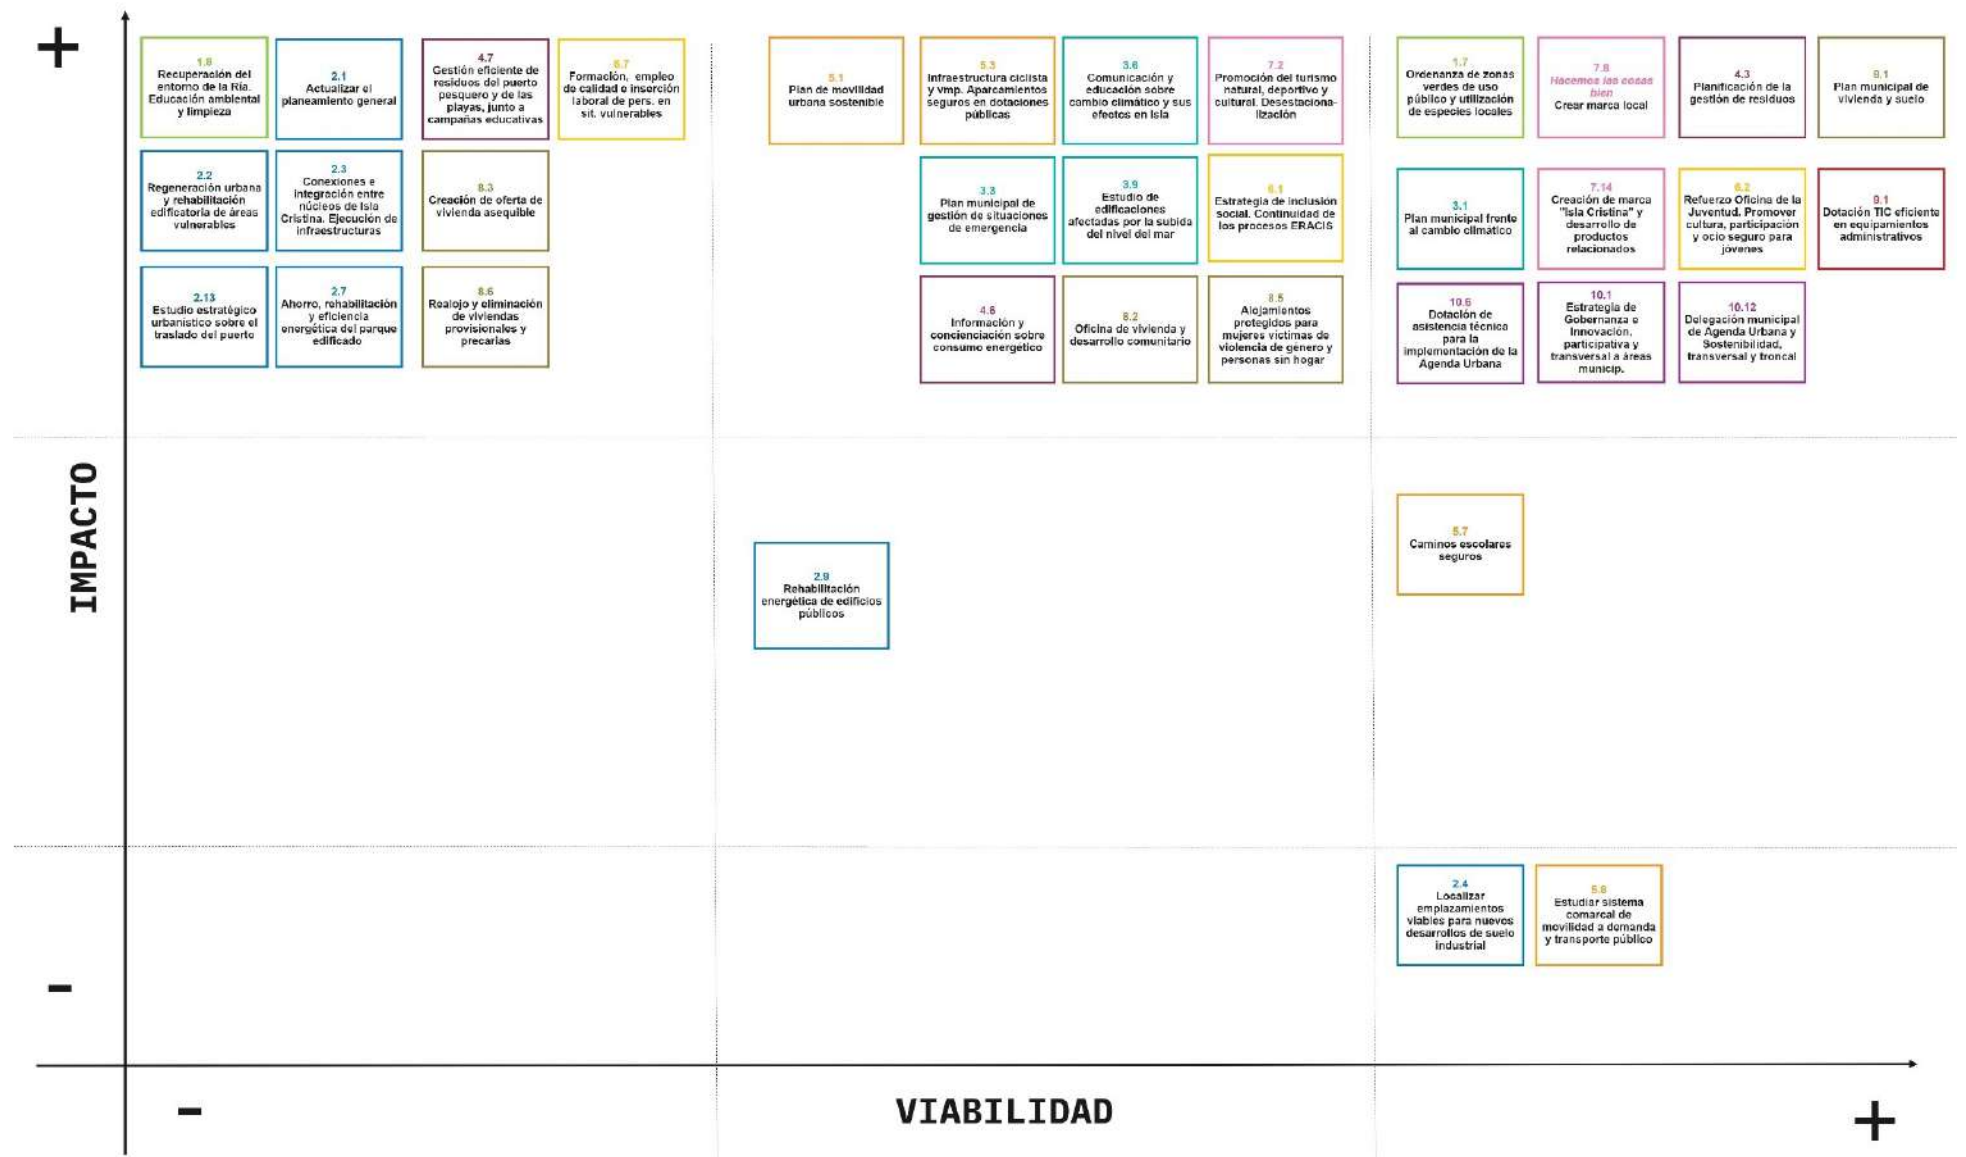 +
1.8
Recuperación del
entorno de la Ría.
Educación ambiental
y limpieza
2.1
Actualizar el
planeamiento general
4.7
Gestión eficiente de
residuos del puerto
pesquero y de las
playas, junto a
campañas educativas
6.7
Formación, empleo
de calidad e inserción
laboral de pers. en
sit. vulnerables
5.1
Plan de movilidad
urbana sostenible
5.3
Infraestructura ciclista
y vmp. Aparcamientos
seguros en dotaciones
públicas
3.6
Comunicación y
educación sobre
cambio climático y sus
efectos en Isla
7.2
Promoción del turismo
natural, deportivo y
cultural. Desestaciona-
lización
1.7
Ordenanza de zonas
verdes de uso
público y utilización
de especies locales
7.8
Hacemos las cosas
bien
Crear marca local
4.3
Planificación de la
gestión de residuos
8.1
Plan municipal de
vivienda y suelo
2.2
Regeneración urbana
y rehabilitación
edificatoria de áreas
vulnerables
2.3
Conexiones e
integración entre
núcleos de Isla
Cristina. Ejecución de
infraestructuras
8.3
Creación de oferta de
vivienda asequible
3.3
Plan municipal de
gestión de situaciones
de emergencia
3.9
Estudio de
edificaciones
afectadas por la subida
del nivel del mar
6.1
Estrategia de inclusión
social. Continuidad de
los procesos ERACIS
3.1
Plan municipal frente
al cambio climático
7.14
Creación de marca
"Isla Cristina" y
desarrollo de
productos
relacionados
6.2
Refuerzo Oficina de la
Juventud. Promover
cultura, participación
y ocio seguro para
jóvenes
9.1
Dotación TIC eficiente
en equipamientos
administrativos
2.13
Estudio estratégico
urbanístico sobre el
traslado del puerto
2.7
Ahorro, rehabilitación
y eficiencia
energética del parque
edificado
8.6
Realojo y eliminación
de viviendas
provisionales y
precarias
4.6
Información y
concienciación sobre
consumo energético
8.2
Oficina de vivienda y
desarrollo comunitario
8.5
Alojamientos
protegidos para
mujeres víctimas de
violencia de género y
personas sin hogar
10.6
Dotación de
asistencia técnica
para la
implementación de la
Agenda Urbana
10.1
Estrategia de
Gobernanza e
Innovación,
participativa y
transversal a áreas
municip.
10.12
Delegación municipal
de Agenda Urbana y
Sostenibilidad,
transversal y troncal
IMPACTO
2.9
Rehabilitación
energética de edificios
públicos
5.7
Caminos escolares
seguros
2.4
Localizar
emplazamientos
viables para nuevos
desarrollos de suelo
industrial
5.8
Estudiar sistema
comarcal de
movilidad a demanda
y transporte público
-
-
VIABILIDAD
+